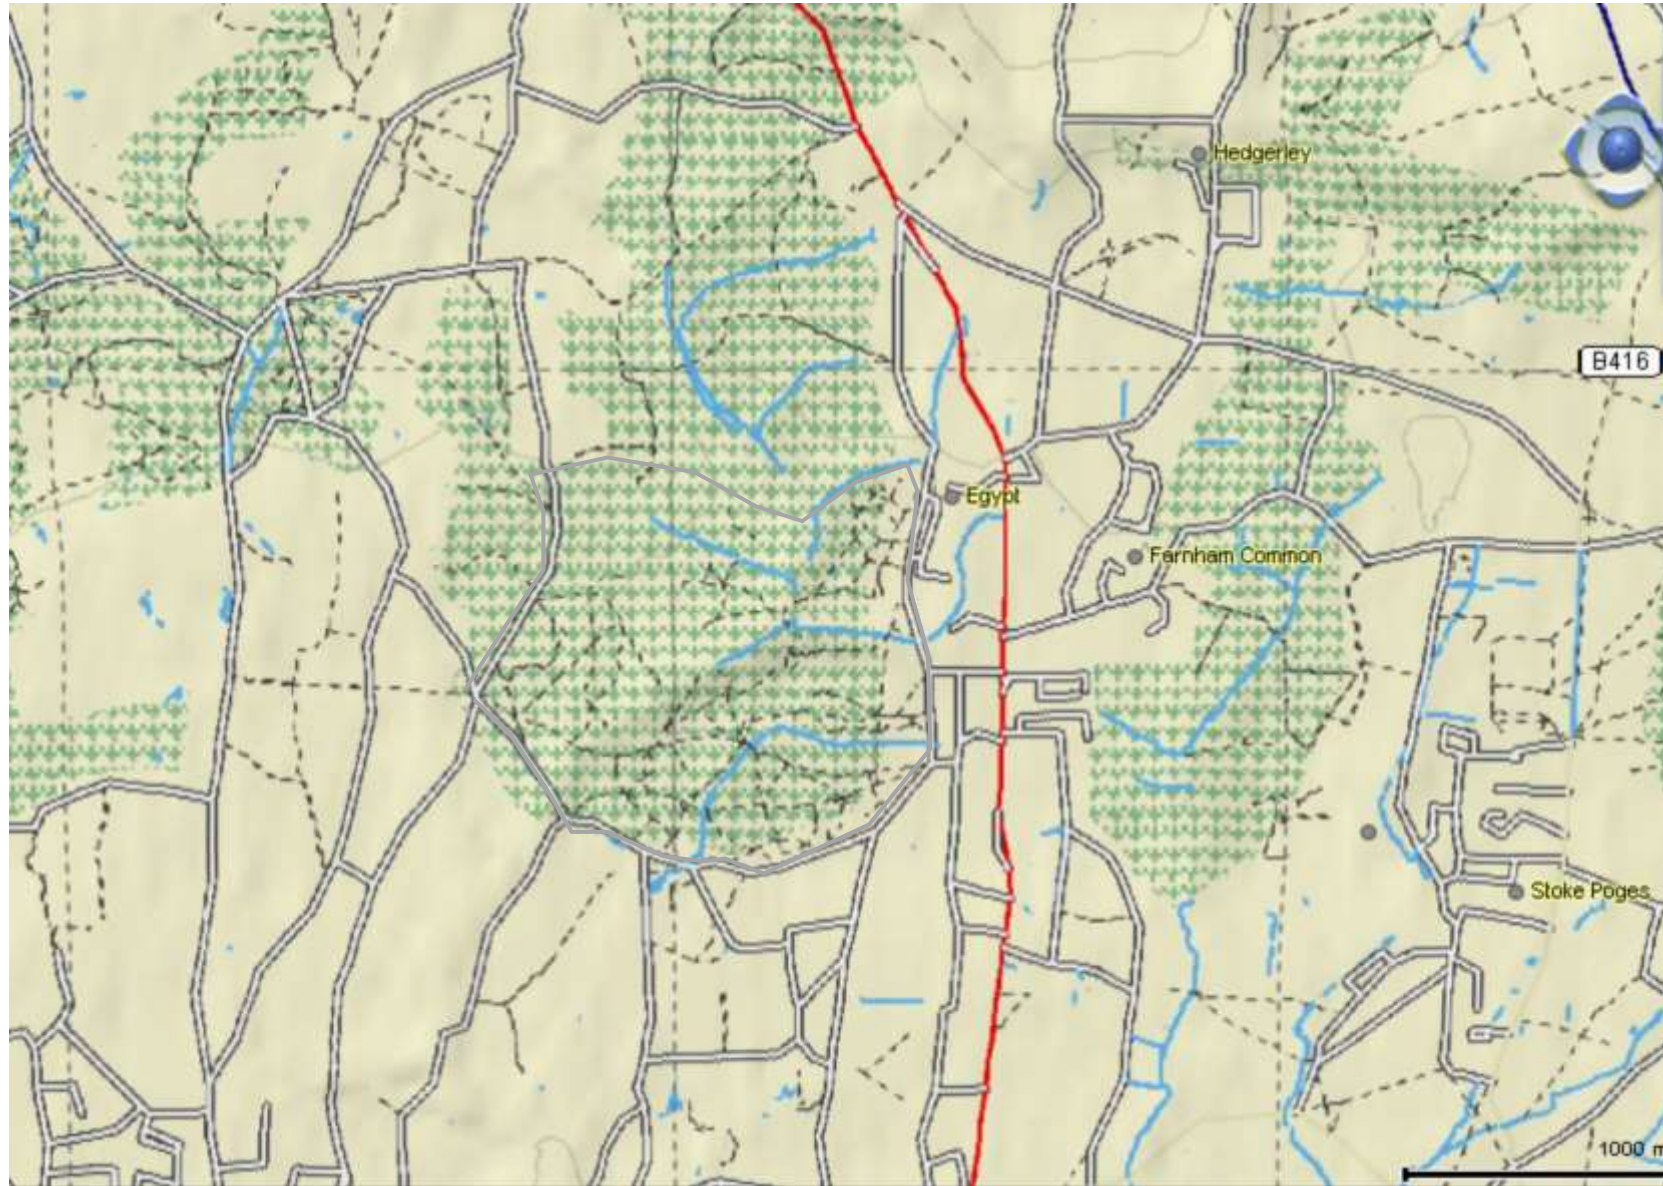 Hedgerley
B416
Egypt
Farnham Common
Stoke Poges
1000 m